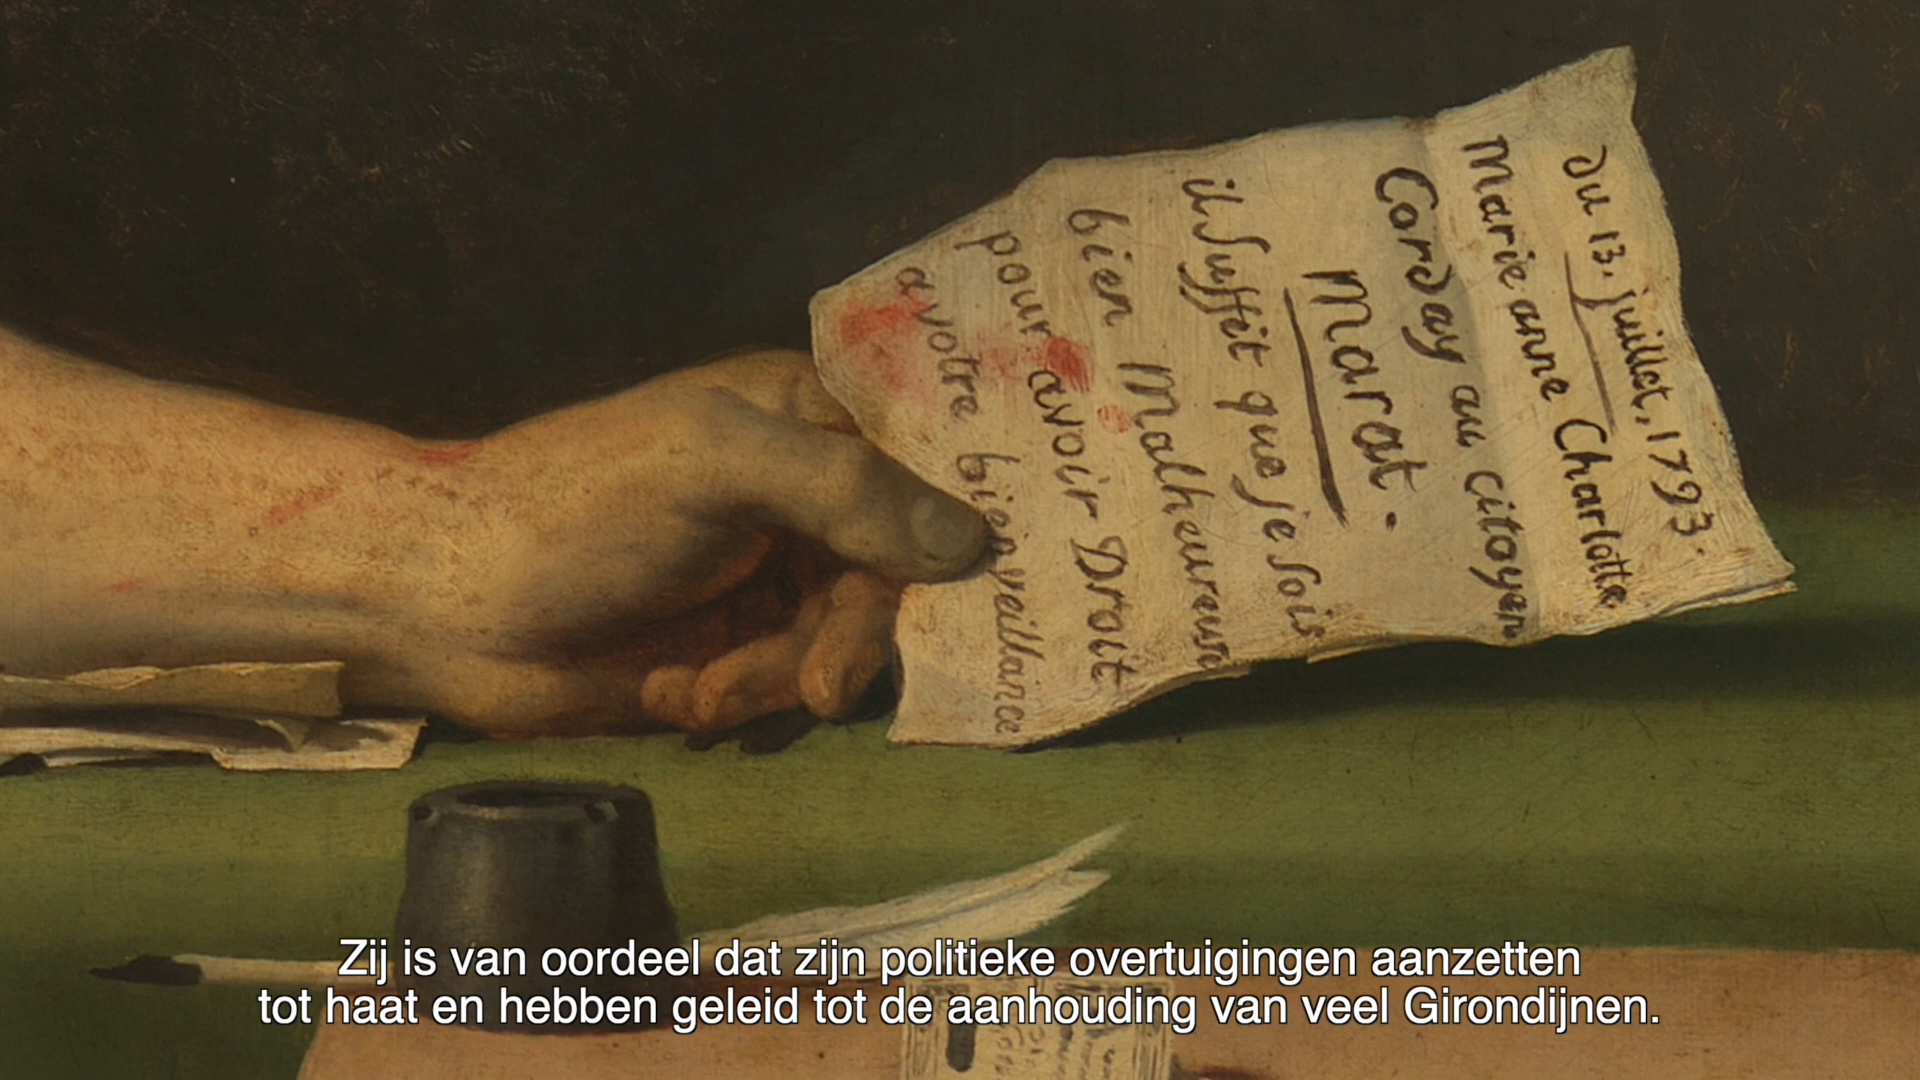 du 13. juillet, 1793.
Marie anne Charlotte
Corday au citoyen
Marat.
il suffit que je sois
bien Malheureuse
pour avoir Droit
a votre bienveillance
Zij is van oordeel dat zijn politieke overtuigingen aanzetten
tot haat en hebben geleid tot de aanhouding van veel Girondijnen.